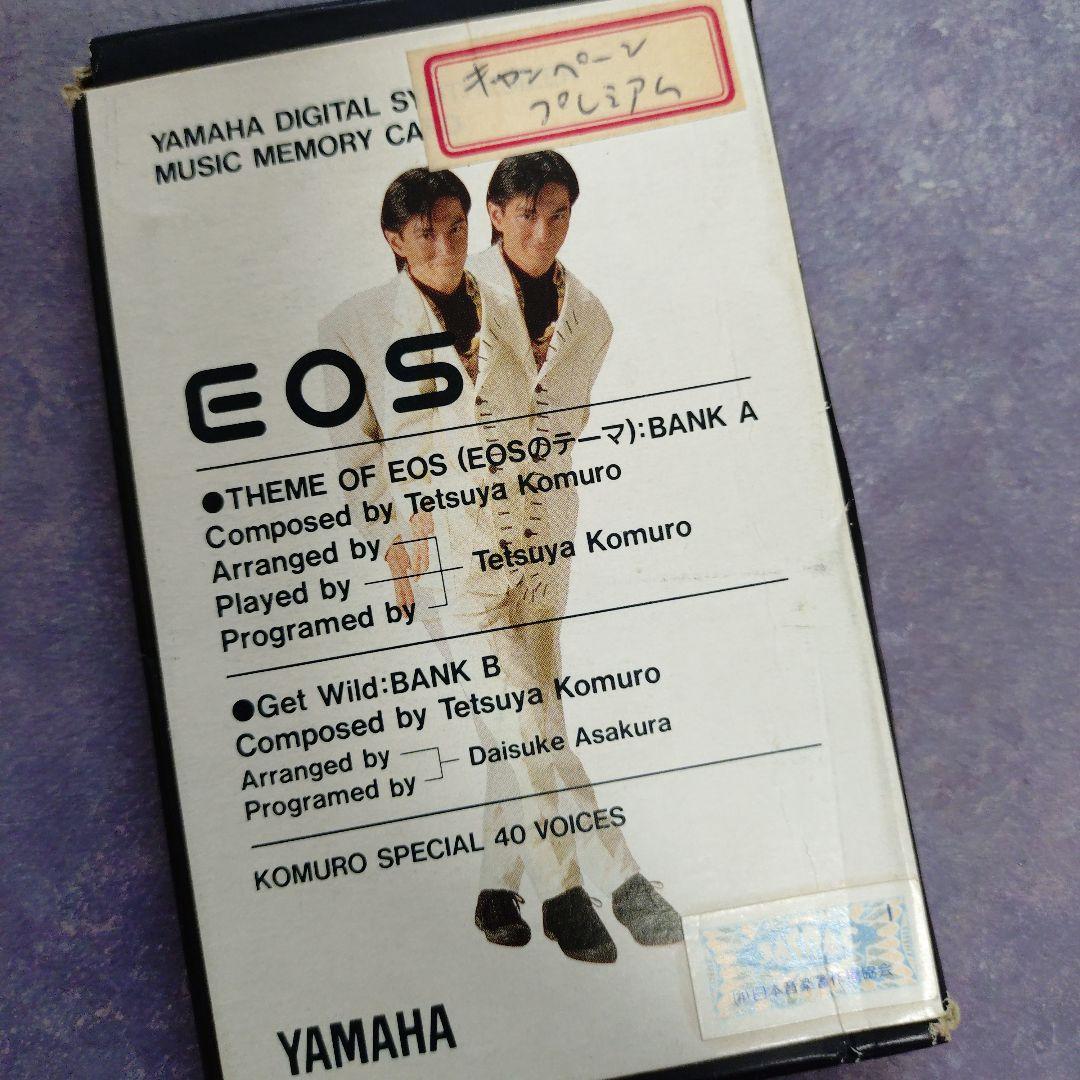 キャンペーン
プレミアム
YAMAHA DIGITAL
MUSIC MEMORY
EOS
●THEME OF EOS (EOSのテーマ):BANK A
Composed by Tetsuya Komuro
Arranged by
Played by
Programed by
Tetsuya Komuro
●Get Wild:BANK B
Composed by Tetsuya Komuro
Arranged by
Programed by
Daisuke Asakura
KOMURO SPECIAL 40 VOICES
YAMAHA